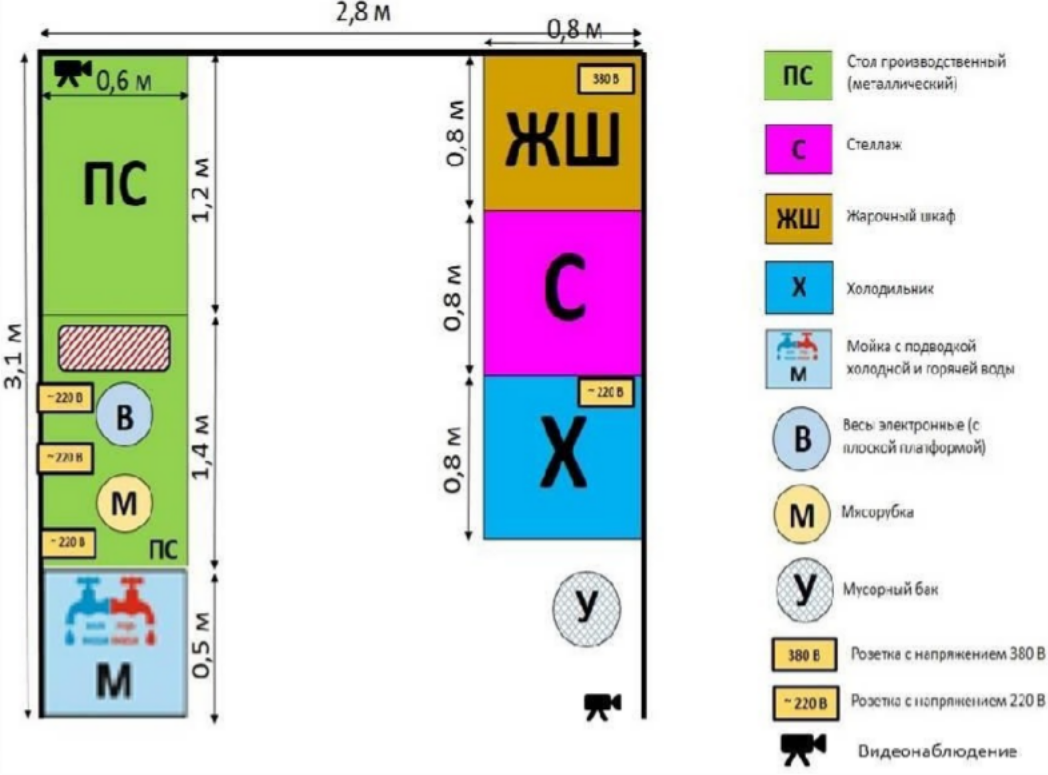 2,8 м
0,8 м
0,6 м
380 В
ПС
Стол производственный
(металлический)
ЖШ
0,8 м
ПС
1,2 м
С
Стеллаж
ЖШ
Жарочный шкаф
С
0,8 м
Х
Холодильник
3,1 м
М
Мойка с подводкой
холодной и горячей воды
~ 220 В
В
~ 220 В
1,4 м
Х
0,8 м
В
Весы электронные (с
плоской платформой)
~ 220 В
М
~ 220 В
ПС
М
Мясорубка
У
У
Мусорный бак
М
0,5 м
380 В
Розетка с напряжением 380 В
~ 220 В
Розетка с напряжением 220 В
Видеонаблюдение